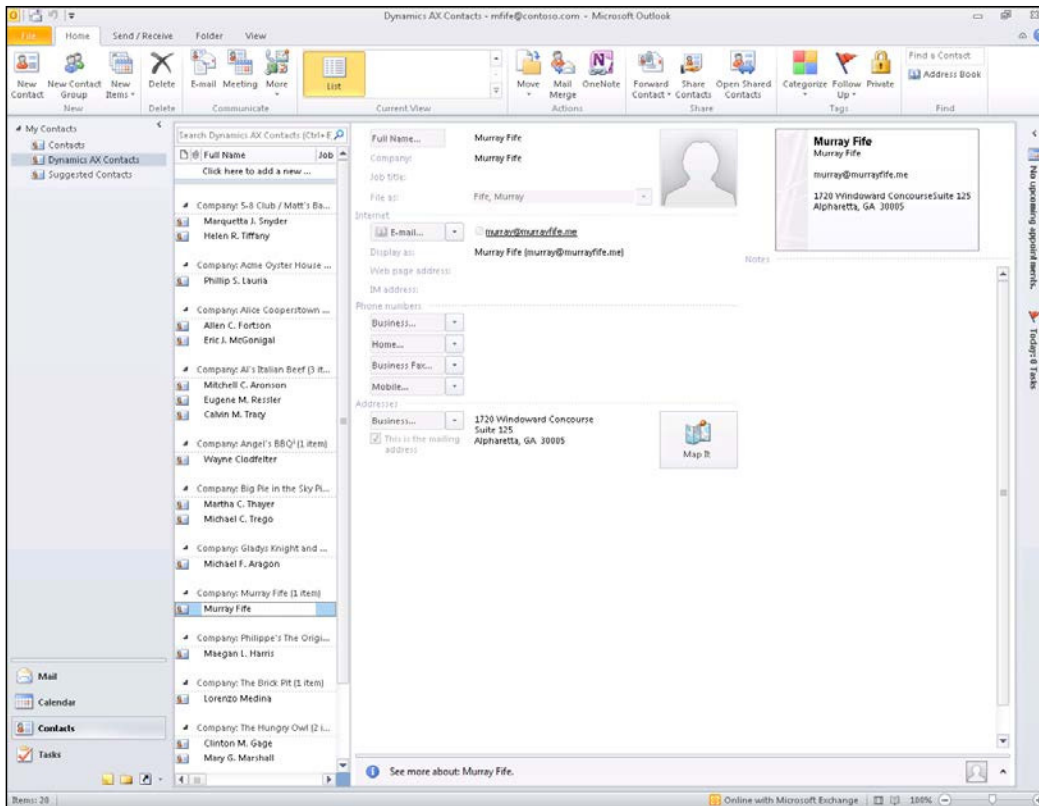 Dynamics AX Contacts - mfife@contoso.com - Microsoft Outlook
File Home Send / Receive Folder View
New Contact
New Contact Group
New Items
Delete
E-mail
Meeting
More
List
Move
Mail Merge
OneNote
Forward Contact
Share Contacts
Open Shared Contacts
Categorize
Follow Up
Private
Find a Contact
Address Book
New Delete Communicate Current View Actions Share Tags Find
My Contacts
Contacts
Dynamics AX Contacts
Suggested Contacts
Mail
Calendar
Contacts
Tasks
Search Dynamics AX Contacts (Ctrl+E
Full Name Job
Click here to add a new ...
Company: 5-8 Club / Matt's Ba...
Marquetta J. Snyder
Helen R. Tiffany
Company: Acme Oyster House ...
Phillip S. Lauria
Company: Alice Cooperstown ...
Allen C. Fortson
Eric J. McGonigal
Company: Al's Italian Beef (3 it...
Mitchell C. Aronson
Eugene M. Ressler
Calvin M. Tracy
Company: Angel's BBQ (1 item)
Wayne Clodfelter
Company: Big Pie in the Sky Pi...
Martha C. Thayer
Michael C. Trego
Company: Gladys Knight and ...
Michael F. Aragon
Company: Murray Fife (1 item)
Murray Fife
Company: Philippe's The Origi...
Maegan L. Harris
Company: The Brick Pit (1 item)
Lorenzo Medina
Company: The Hungry Owl (2 i...
Clinton M. Gage
Mary G. Marshall
Full Name... Murray Fife
Company: Murray Fife
Job title:
File as: Fife, Murray
Internet
E-mail... murray@murrayfife.me
Display as: Murray Fife (murray@murrayfife.me)
Web page address:
IM address:
Phone numbers
Business...
Home...
Business Fax...
Mobile...
Addresses
Business... 1720 Windoward Concourse
Suite 125
Alpharetta, GA 30005
This is the mailing address
Map It
Murray Fife
Murray Fife
murray@murrayfife.me
1720 Windoward ConcourseSuite 125
Alpharetta, GA 30005
Notes
No upcoming appointments.
Today: 0 Tasks
See more about: Murray Fife.
Items: 20
Online with Microsoft Exchange 100%